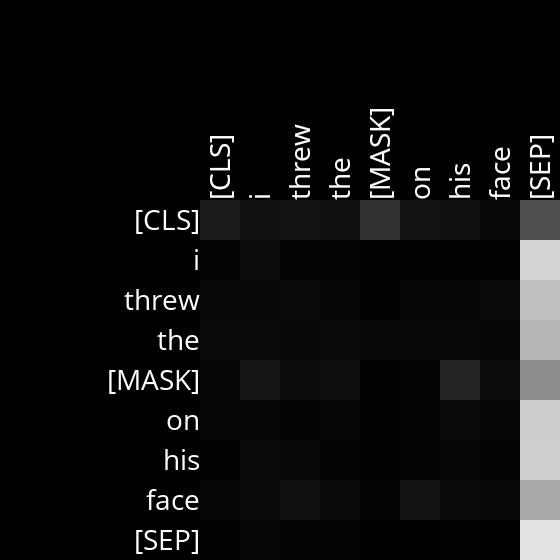 [CLS] i threw the [MASK] on his face [SEP]
[CLS]
i
threw
the
[MASK]
on
his
face
[SEP]